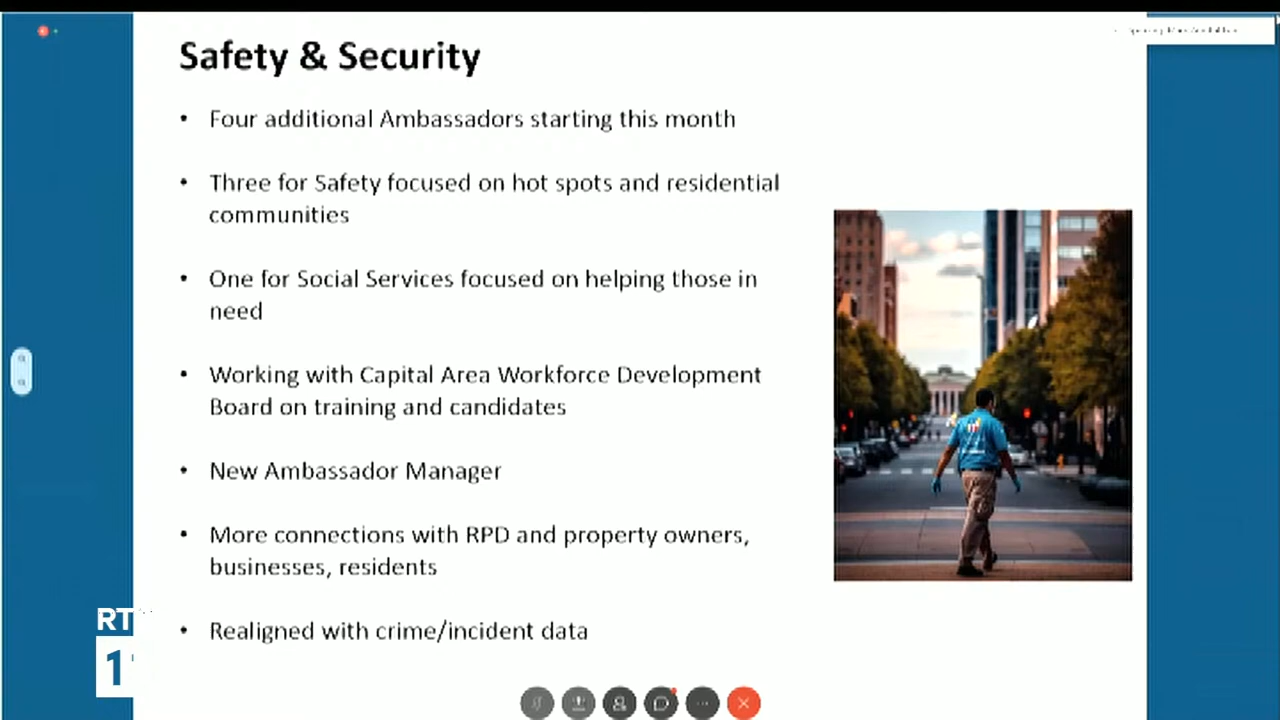 Safety & Security
• Four additional Ambassadors starting this month
• Three for Safety focused on hot spots and residential
communities
• One for Social Services focused on helping those in
need
• Working with Capital Area Workforce Development
Board on training and candidates
• New Ambassador Manager
• More connections with RPD and property owners,
businesses, residents
• Realigned with crime/incident data
RT
1